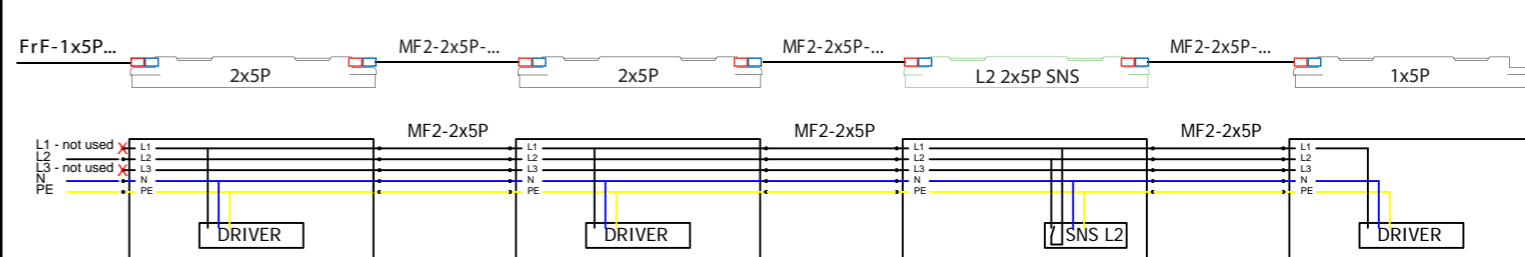 FrF-1x5P...
MF2-2x5P-...
MF2-2x5P-...
MF2-2x5P-...
2x5P
2x5P
L2 2x5P SNS
1x5P
MF2-2x5P
MF2-2x5P
MF2-2x5P
L1 - not used
L2
L3 - not used
N
PE
L1
L2
L3
N
PE
L1
L2
L3
N
PE
L1
L2
L3
N
PE
L1
L2
L3
N
PE
DRIVER
DRIVER
SNS L2
DRIVER